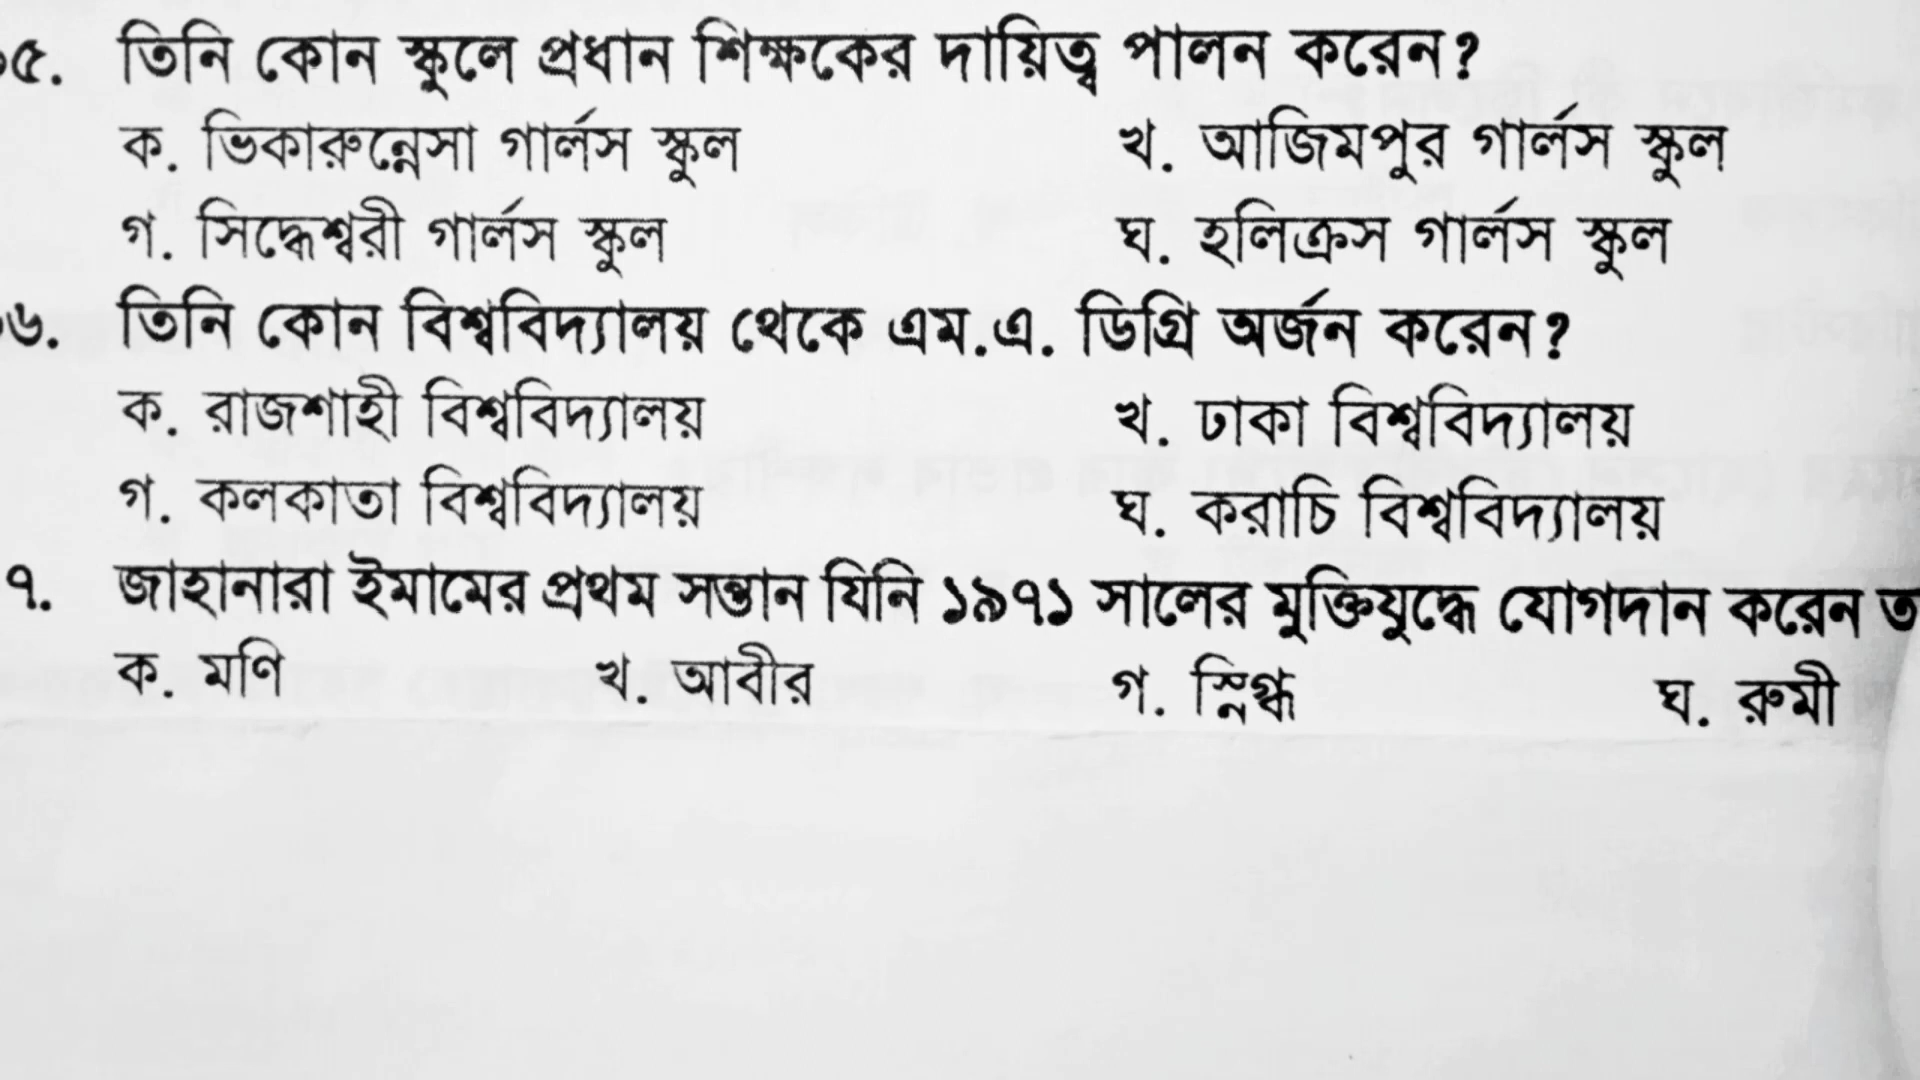 ৫. তিনি কোন স্কুলে প্রধান শিক্ষকের দায়িত্ব পালন করেন?
ক. ভিকারুন্নেসা গার্লস স্কুল খ. আজিমপুর গার্লস স্কুল
গ. সিদ্ধেশ্বরী গার্লস স্কুল ঘ. হলিক্রস গার্লস স্কুল
৬. তিনি কোন বিশ্ববিদ্যালয় থেকে এম.এ. ডিগ্রি অর্জন করেন?
ক. রাজশাহী বিশ্ববিদ্যালয় খ. ঢাকা বিশ্ববিদ্যালয়
গ. কলকাতা বিশ্ববিদ্যালয় ঘ. করাচি বিশ্ববিদ্যালয়
৭. জাহানারা ইমামের প্রথম সন্তান যিনি ১৯৭১ সালের মুক্তিযুদ্ধে যোগদান করেন ত
ক. মণি খ. আবীর গ. স্নিগ্ধ ঘ. রুমী